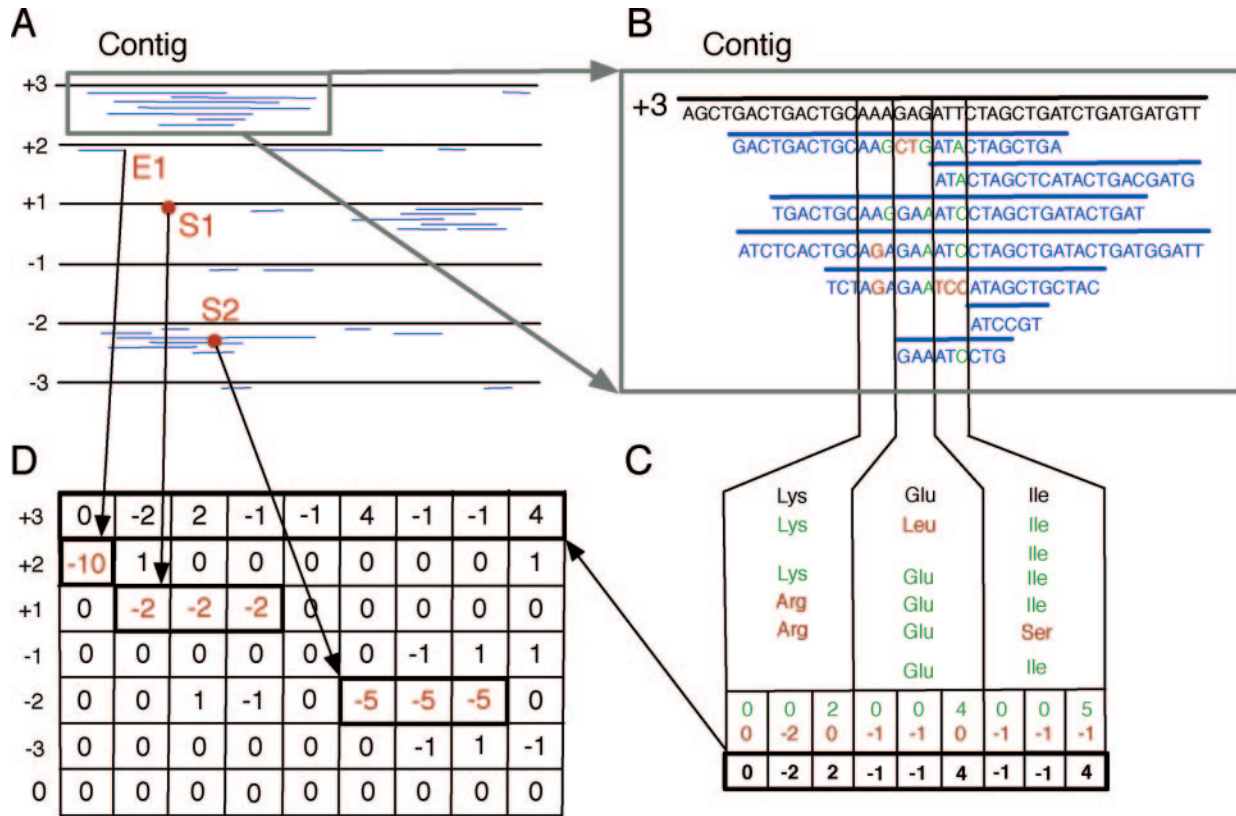 A
Contig
+3
+2
E1
+1
S1
-1
S2
-2
-3
B
Contig
+3
AGCTGACTGACTGCAAAGAGATTCTAGCTGATCTGATGATGTT
GACTGACTGCAAGCTGATACTAGCTGA
ATACTAGCTCATACTGACGATG
TGACTGCAAGGAAATCCTAGCTGATACTGAT
ATCTCACTGCAGAGAAATCCTAGCTGATACTGATGGATT
TCTAGAGAATCCATAGCTGCTAC
ATCCGT
GAAATCCTG
C
Lys Glu Ile
Lys Leu Ile
Ile
Lys Glu Ile
Arg Glu Ile
Arg Glu Ser
Glu Ile
0 0 2 0 0 4 0 0 5
0 -2 0 -1 -1 0 -1 -1 -1
0 -2 2 -1 -1 4 -1 -1 4
D
+3 0 -2 2 -1 -1 4 -1 -1 4
+2 -10 1 0 0 0 0 0 0 1
+1 0 -2 -2 -2 0 0 0 0 0
-1 0 0 0 0 0 0 -1 1 1
-2 0 0 1 -1 0 -5 -5 -5 0
-3 0 0 0 0 0 0 -1 1 -1
0 0 0 0 0 0 0 0 0 0